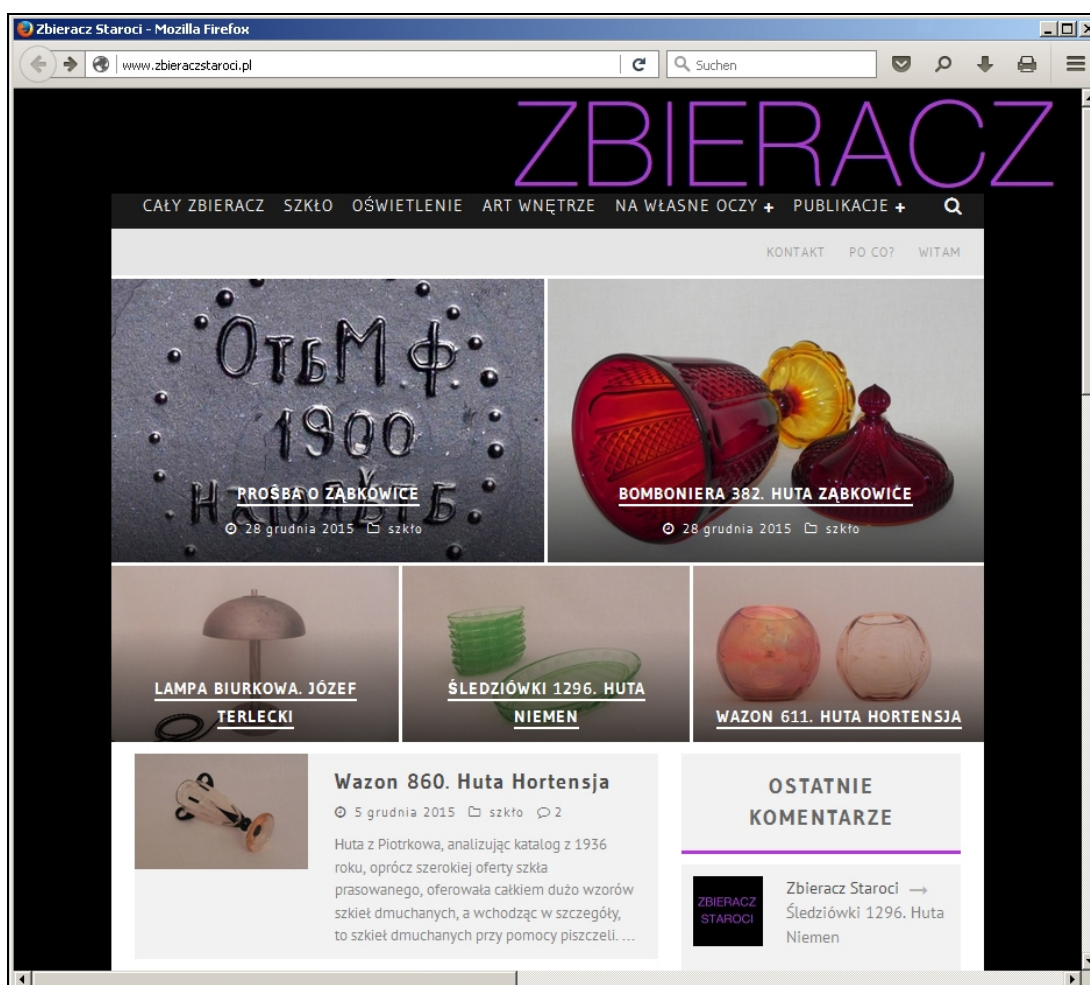 Zbieracz Staroci - Mozilla Firefox
www.zbieraczstaroci.pl
Suchen
ZBIERACZ
CAŁY ZBIERACZ SZKŁO OŚWIETLENIE ART WNĘTRZE NA WŁASNE OCZY + PUBLIKACJE +
KONTAKT PO CO? WITAM
ОтбМ.Ф.
1900
PROŚBA O ZĄBKOWICE
28 grudnia 2015 szkło
BOMBONIERA 382. HUTA ZĄBKOWICE
28 grudnia 2015 szkło
LAMPA BIURKOWA. JÓZEF
TERLECKI
ŚLEDZIÓWKI 1296. HUTA
NIEMEN
WAZON 611. HUTA HORTENSJA
Wazon 860. Huta Hortensja
5 grudnia 2015 szkło 2
Huta z Piotrkowa, analizując katalog z 1936
roku, oprócz szerokiej oferty szkła
prasowanego, oferowała całkiem dużo wzorów
szkieł dmuchanych, a wchodząc w szczegóły,
to szkieł dmuchanych przy pomocy piszczeli. ...
OSTATNIE
KOMENTARZE
ZBIERACZ
STAROCI
Zbieracz Staroci →
Śledziówki 1296. Huta
Niemen